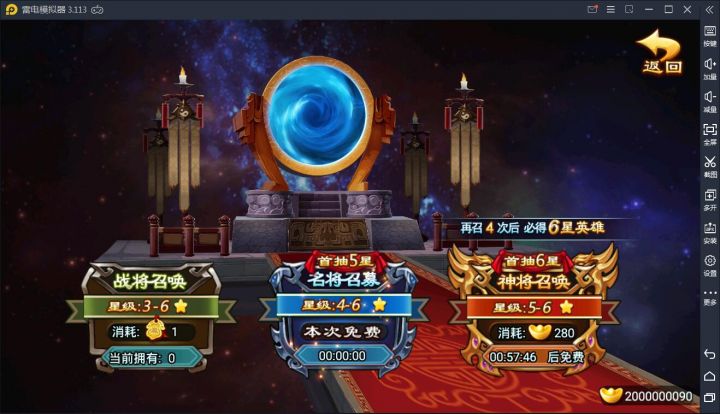 雷电模拟器 3.113
返回
按键
加量
减量
全屏
截图
多开
安装
设置
更多
再召 4 次后 必得 6星英雄
战将召唤
星级:3-6
消耗: 1
当前拥有: 0
首抽5星
名将召募
星级:4-6
本次免费
00:00:00
首抽6星
神将召唤
星级:5-6
消耗: 280
00:57:46 后免费
2000000090